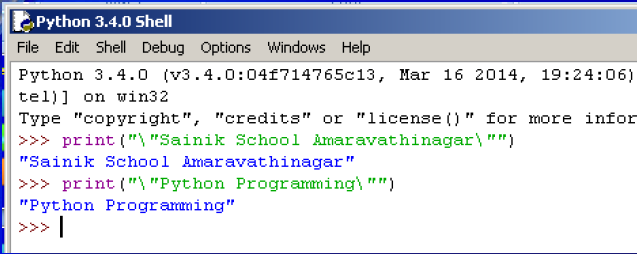 Python 3.4.0 Shell
File Edit Shell Debug Options Windows Help
Python 3.4.0 (v3.4.0:04f714765c13, Mar 16 2014, 19:24:06)
tel)] on win32
Type "copyright", "credits" or "license()" for more infor
>>> print("\"Sainik School Amaravathinagar\"")
"Sainik School Amaravathinagar"
>>> print("\"Python Programming\"")
"Python Programming"
>>>